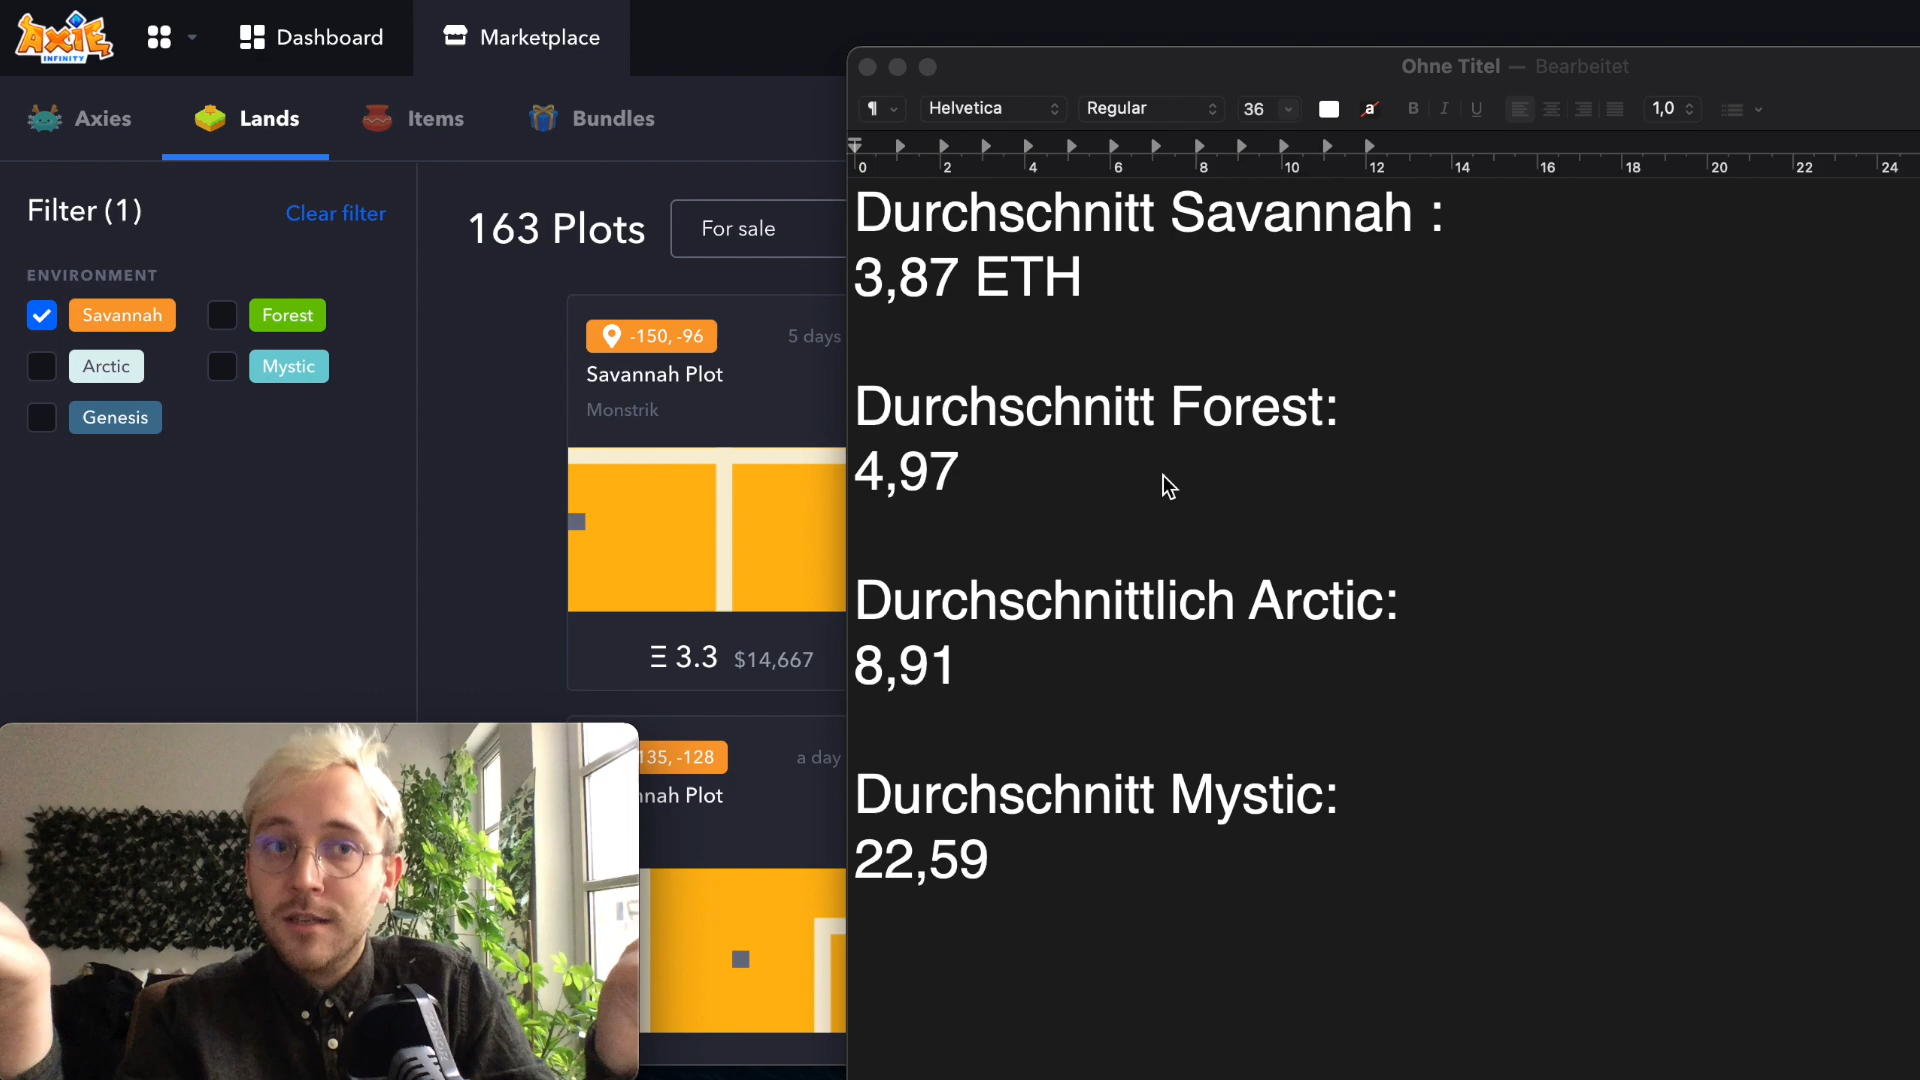 AXIE
INFINITY
Dashboard
Marketplace
Axies
Lands
Items
Bundles
Filter (1)
Clear filter
ENVIRONMENT
Savannah
Forest
Arctic
Mystic
Genesis
163 Plots
For sale
-150, -96
5 days
Savannah Plot
Monstrik
Ξ 3.3 $14,667
135, -128
a day
nnah Plot
Ohne Titel — Bearbeitet
¶ Helvetica Regular 36 a B I U 1,0
0 2 4 6 8 10 12 14 16 18 20 22 24
Durchschnitt Savannah :
3,87 ETH
Durchschnitt Forest:
4,97
Durchschnittlich Arctic:
8,91
Durchschnitt Mystic:
22,59